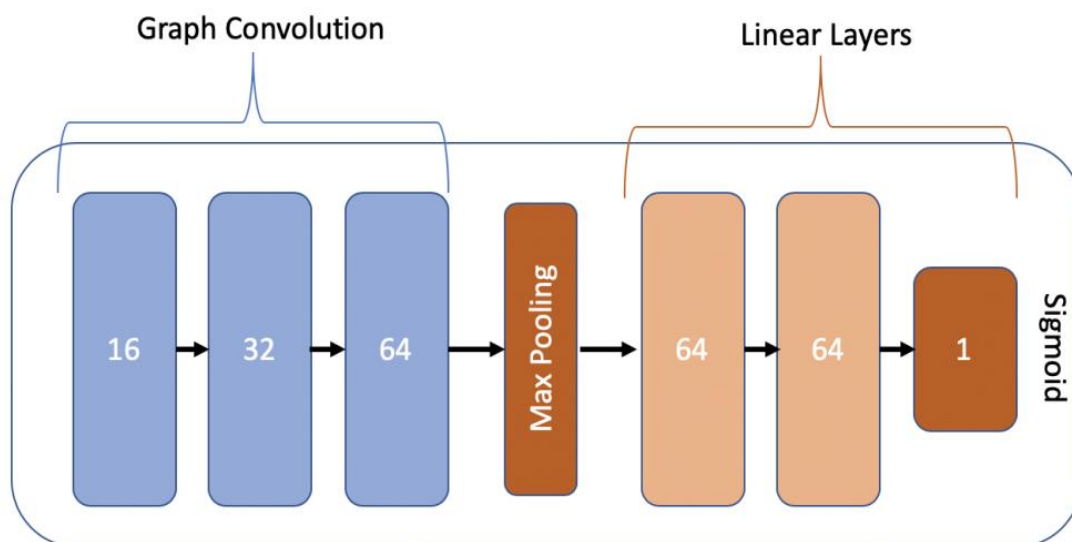 Graph Convolution
Linear Layers
16
32
64
Max Pooling
64
64
1
Sigmoid